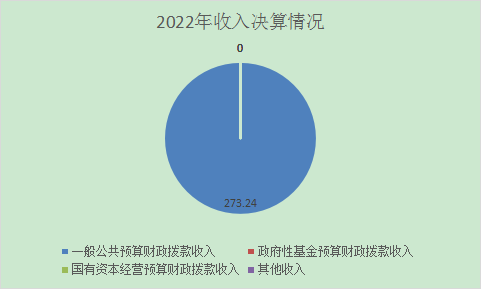 2022年收入决算情况
0
273.24
一般公共预算财政拨款收入 政府性基金预算财政拨款收入
国有资本经营预算财政拨款收入 其他收入